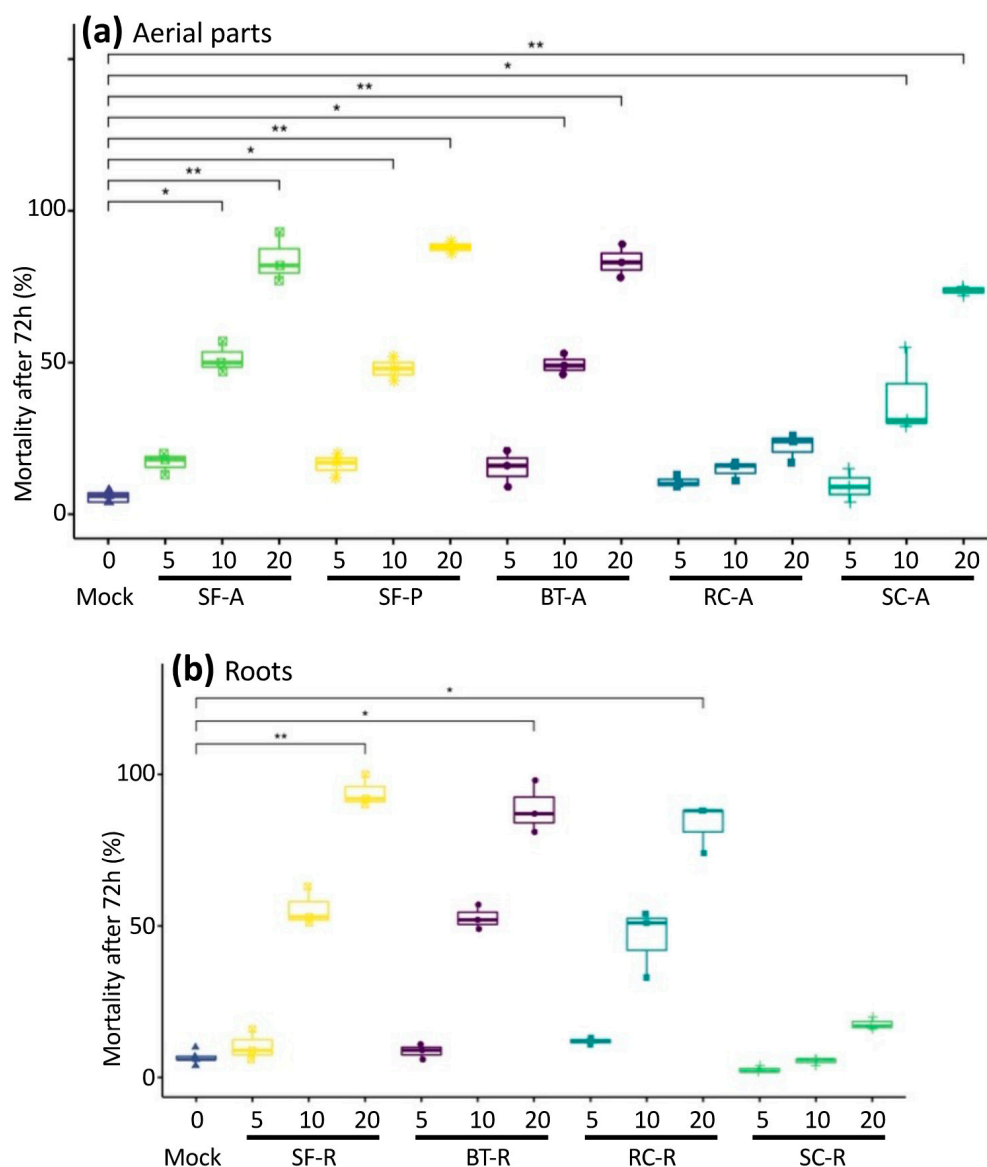 (a) Aerial parts
**
*
**
*
**
*
**
*
100
50
0
Mortality after 72h (%)
0 5 10 20 5 10 20 5 10 20 5 10 20 5 10 20
Mock SF-A SF-P BT-A RC-A SC-A
(b) Roots
*
*
**
100
50
0
Mortality after 72h (%)
0 5 10 20 5 10 20 5 10 20 5 10 20
Mock SF-R BT-R RC-R SC-R